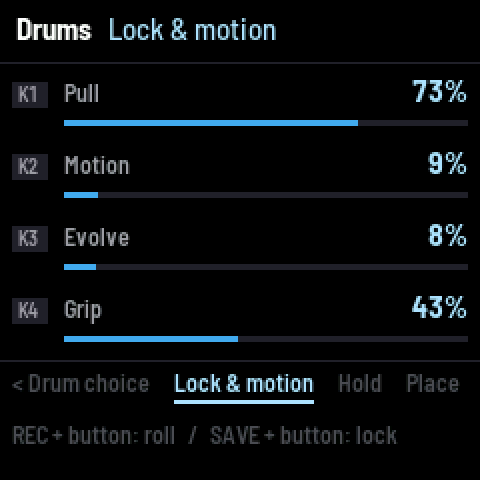 Drums Lock & motion
K1 Pull 73%
K2 Motion 9%
K3 Evolve 8%
K4 Grip 43%
< Drum choice Lock & motion Hold Place
REC + button: roll / SAVE + button: lock